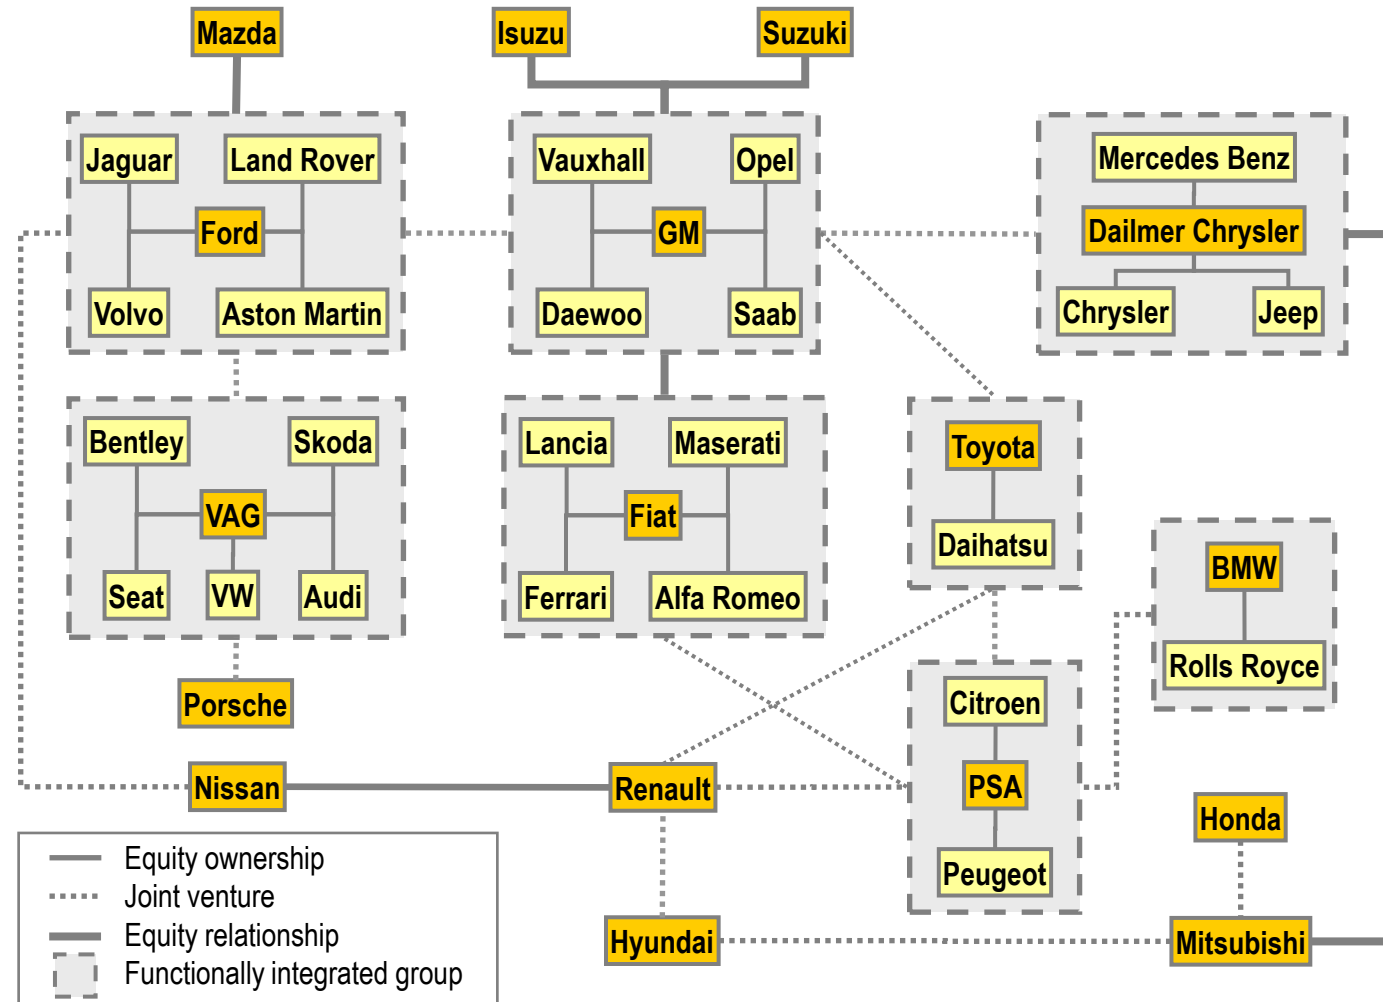 Mazda
Isuzu
Suzuki
Jaguar
Land Rover
Ford
Volvo
Aston Martin
Vauxhall
Opel
GM
Daewoo
Saab
Mercedes Benz
Dailmer Chrysler
Chrysler
Jeep
Bentley
Skoda
VAG
Seat
VW
Audi
Lancia
Maserati
Fiat
Ferrari
Alfa Romeo
Toyota
Daihatsu
BMW
Rolls Royce
Porsche
Citroen
PSA
Peugeot
Nissan
Renault
Honda
Hyundai
Mitsubishi
Equity ownership
Joint venture
Equity relationship
Functionally integrated group